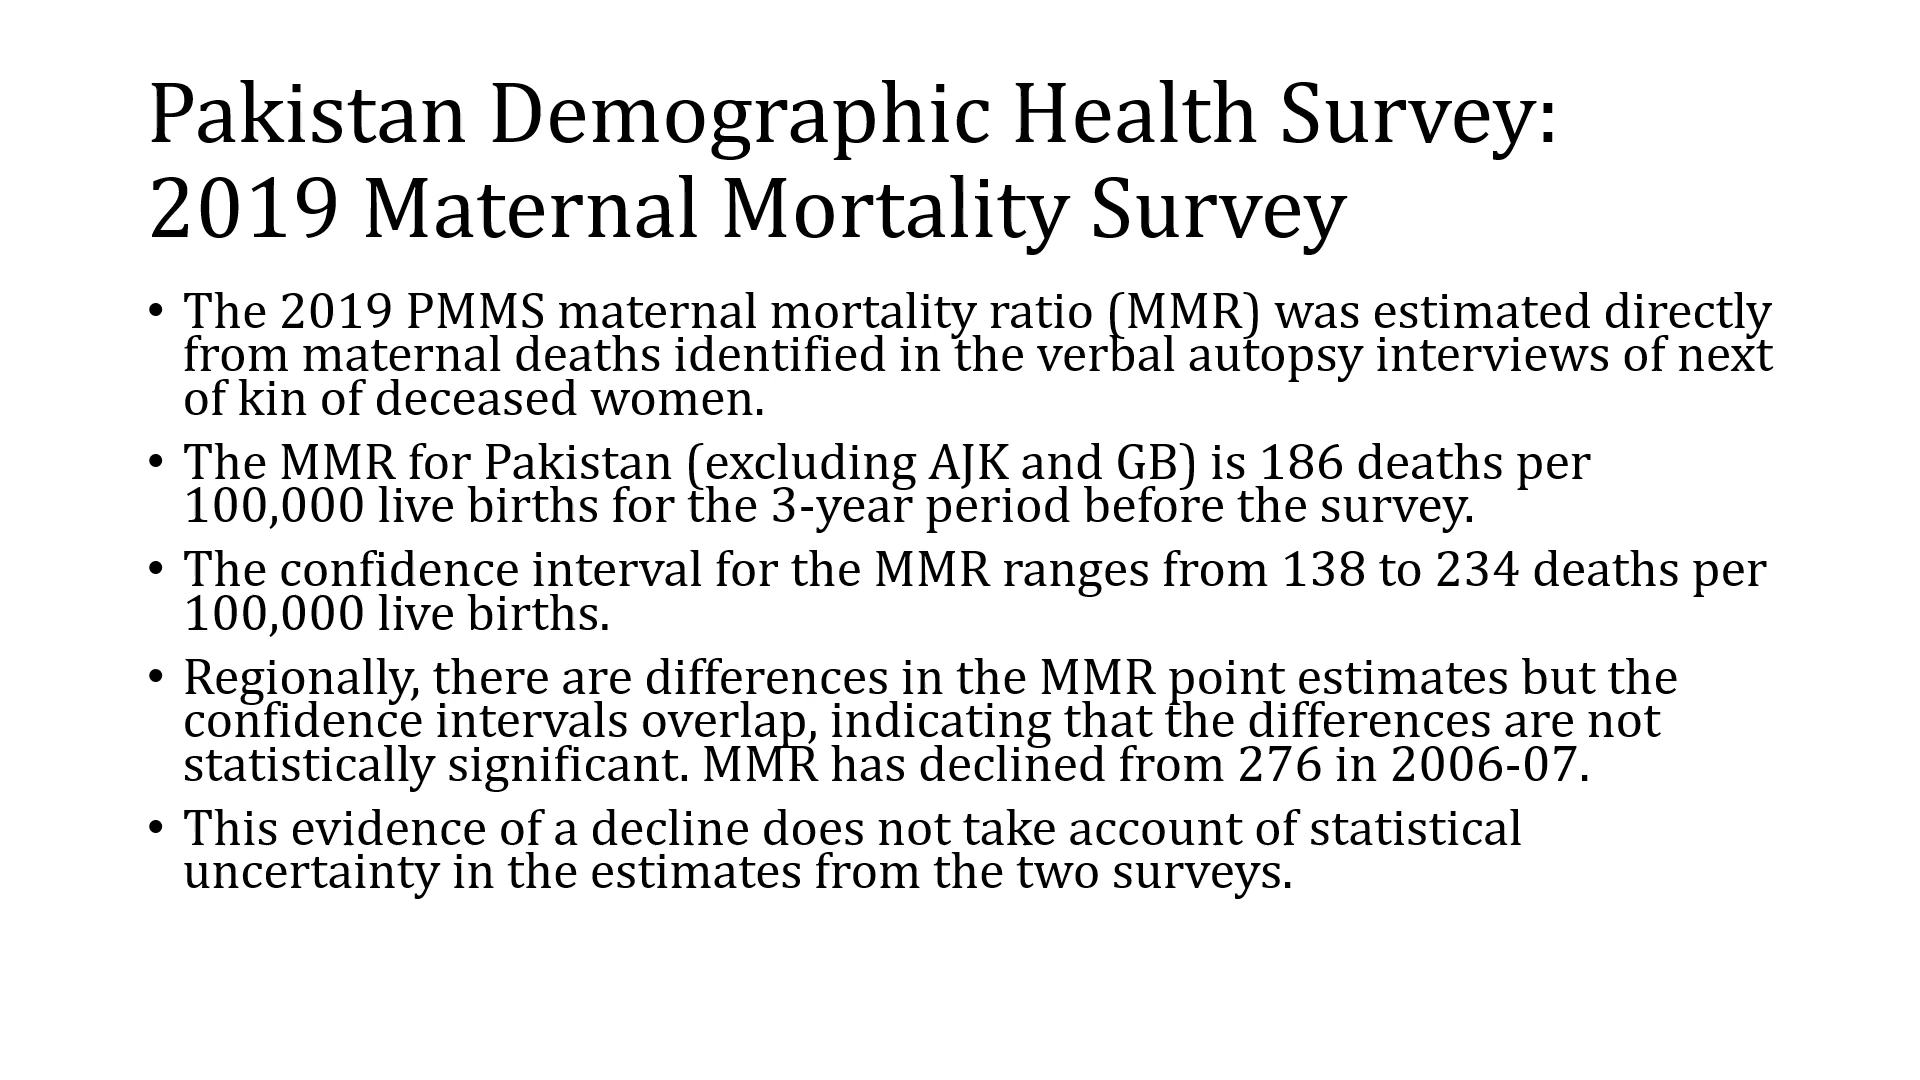 Pakistan Demographic Health Survey:
2019 Maternal Mortality Survey
• The 2019 PMMS maternal mortality ratio (MMR) was estimated directly
from maternal deaths identified in the verbal autopsy interviews of next
of kin of deceased women.
• The MMR for Pakistan (excluding AJK and GB) is 186 deaths per
100,000 live births for the 3-year period before the survey.
• The confidence interval for the MMR ranges from 138 to 234 deaths per
100,000 live births.
• Regionally, there are differences in the MMR point estimates but the
confidence intervals overlap, indicating that the differences are not
statistically significant. MMR has declined from 276 in 2006-07.
• This evidence of a decline does not take account of statistical
uncertainty in the estimates from the two surveys.